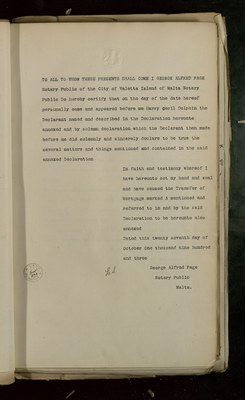 TO ALL TO WHOM THESE PRESENTS SHALL COME I GEORGE ALFRED PAGE
Notary Public of the City of Valetta Island of Malta Notary
Public do hereby certify that on the day of the date hereof
personally came and appeared before me Harry Amoil Delpbin the
Declarant named and described in the Declaration hereunto
annexed and by solemn declaration which the Declarant then made
before me did solemnly and sincerely declare to be true the
several matters and things mentioned and contained in the said
annexed Declaration
In faith and testimony whereof I
have hereunto set my hand and seal
and have caused the Transfer of
Mortgage marked A mentioned and
referred to in and by the said
Declaration to be hereunto also
annexed
Dated this twenty seventh day of
October one thousand nine hundred
and three
George Alfred Page
Notary Public
Malta.